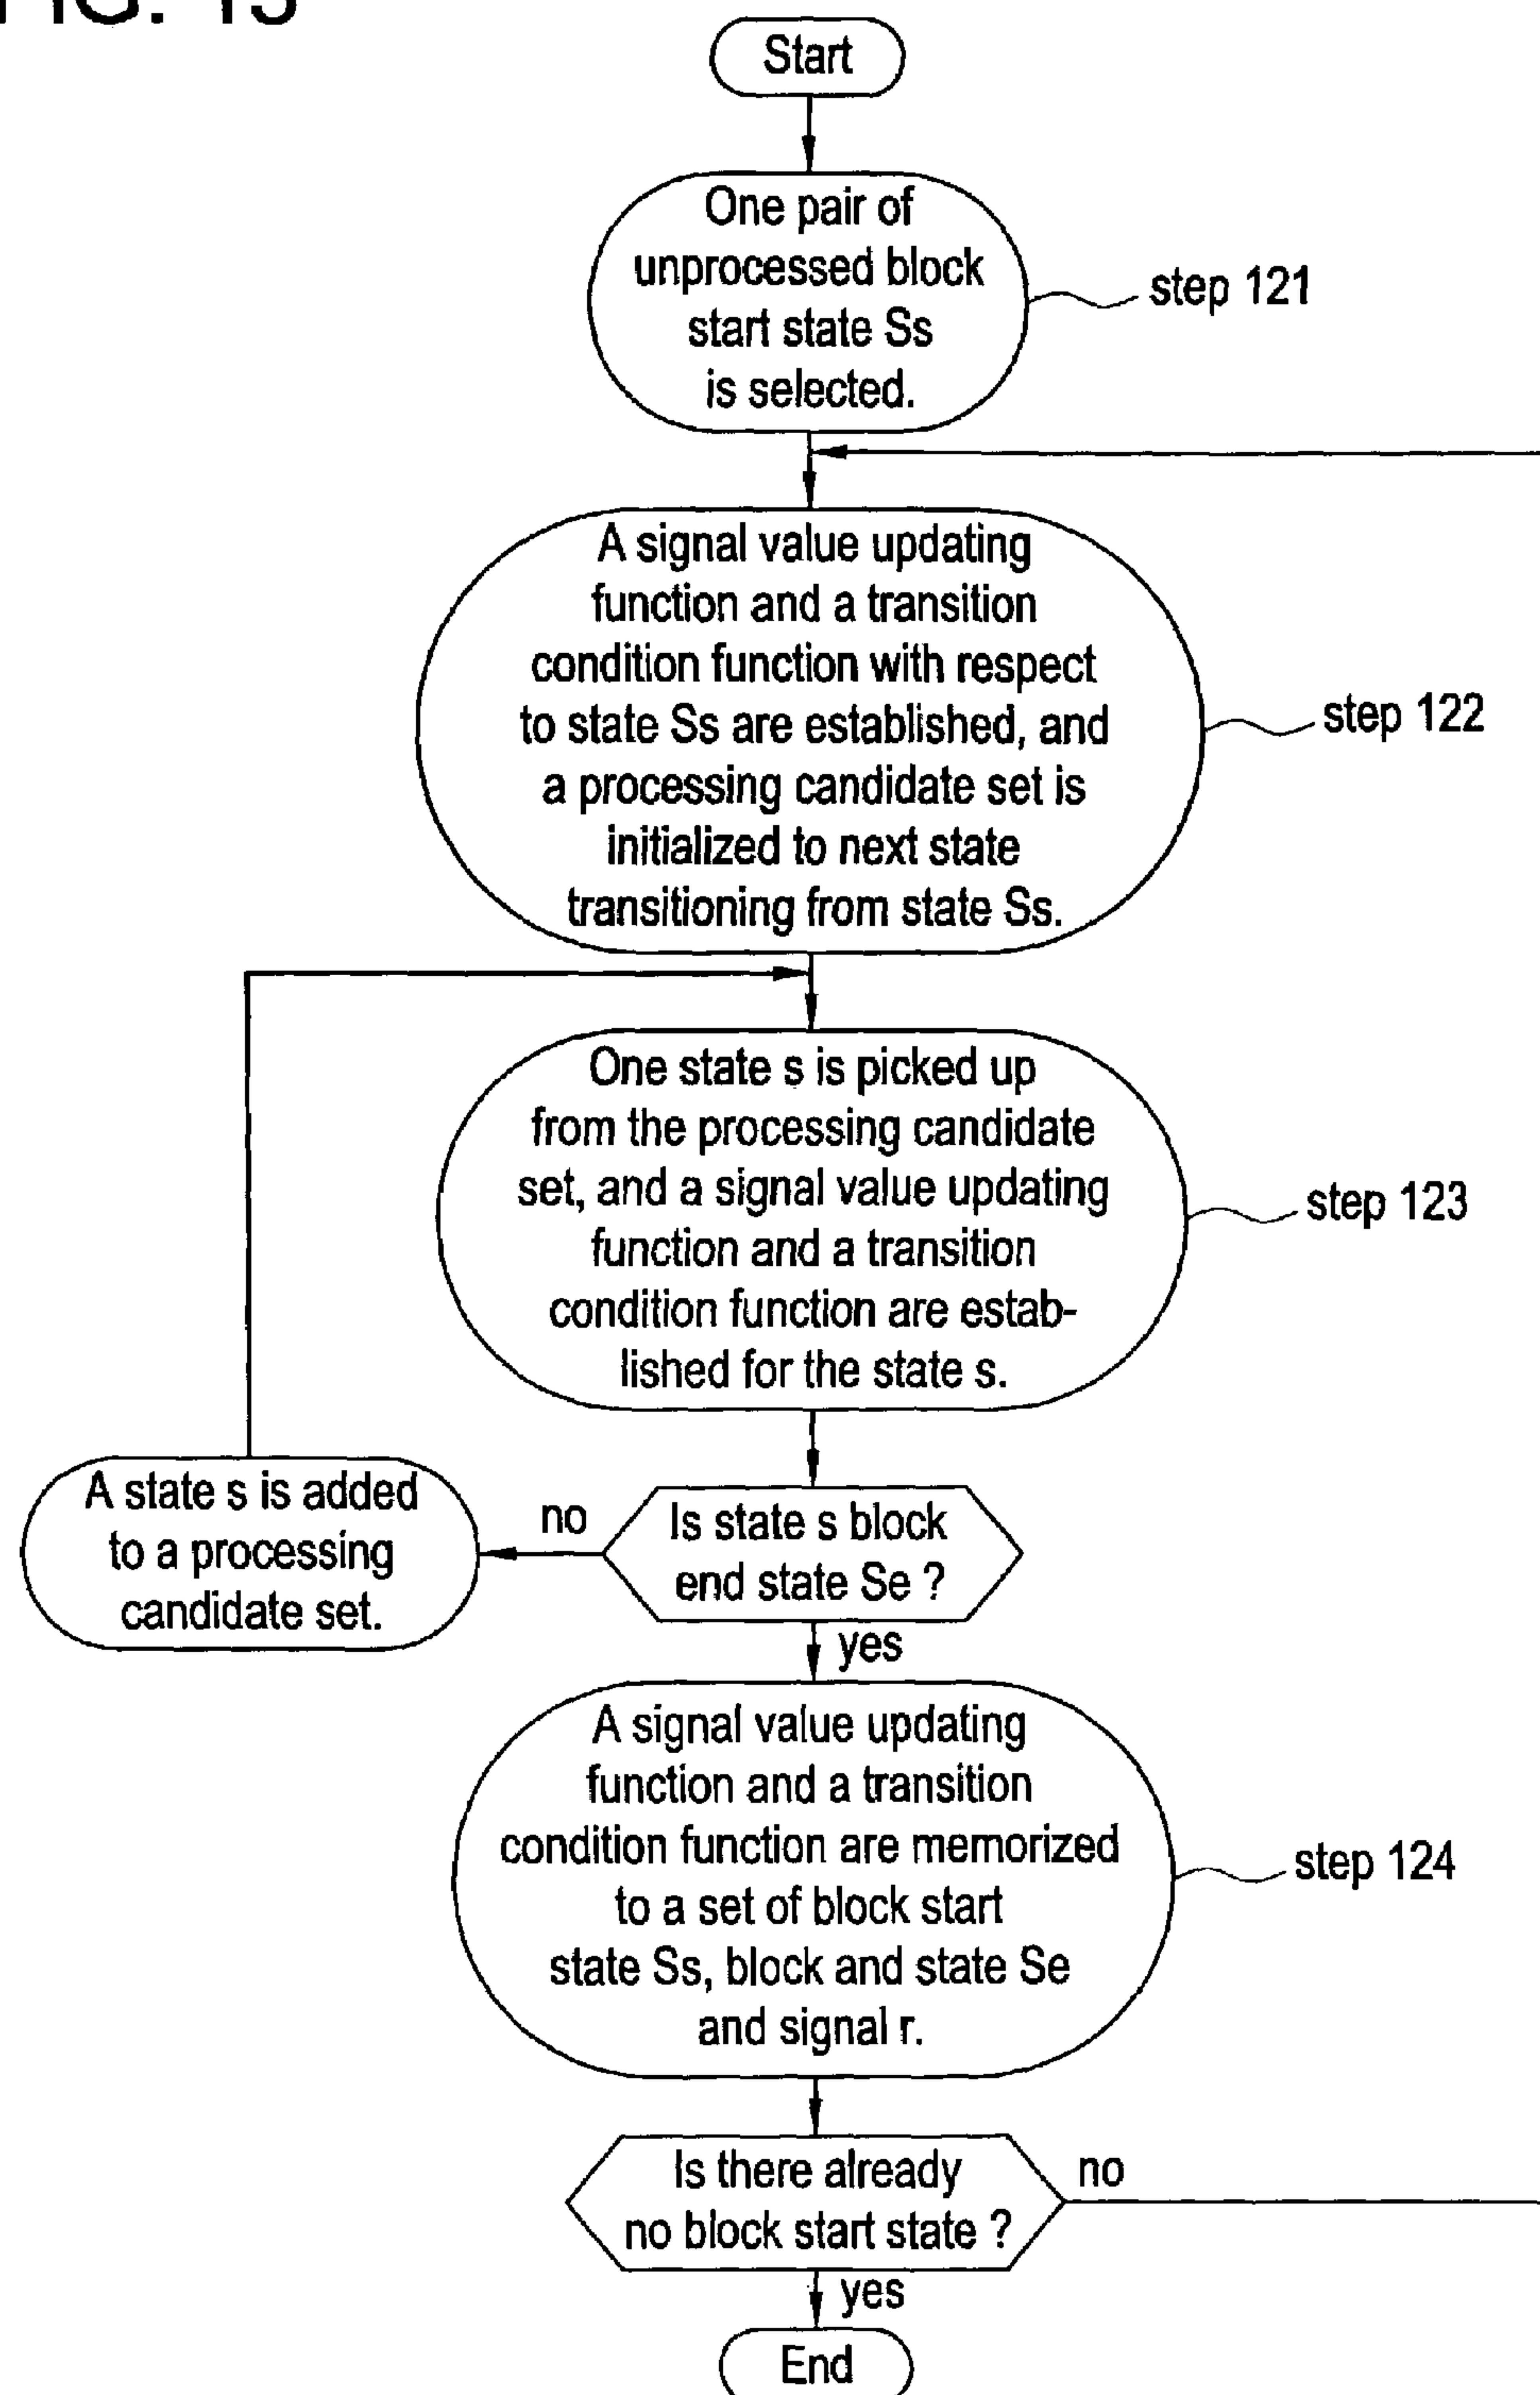 FIG. 15
Start
One pair of
unprocessed block
start state Ss
is selected.
step 121
A signal value updating
function and a transition
condition function with respect
to state Ss are established, and
a processing candidate set is
initialized to next state
transitioning from state Ss.
step 122
One state s is picked up
from the processing candidate
set, and a signal value updating
function and a transition
condition function are estab-
lished for the state s.
step 123
A state s is added
to a processing
candidate set.
no
Is state s block
end state Se ?
yes
A signal value updating
function and a transition
condition function are memorized
to a set of block start
state Ss, block and state Se
and signal r.
step 124
Is there already
no block start state ?
no
yes
End